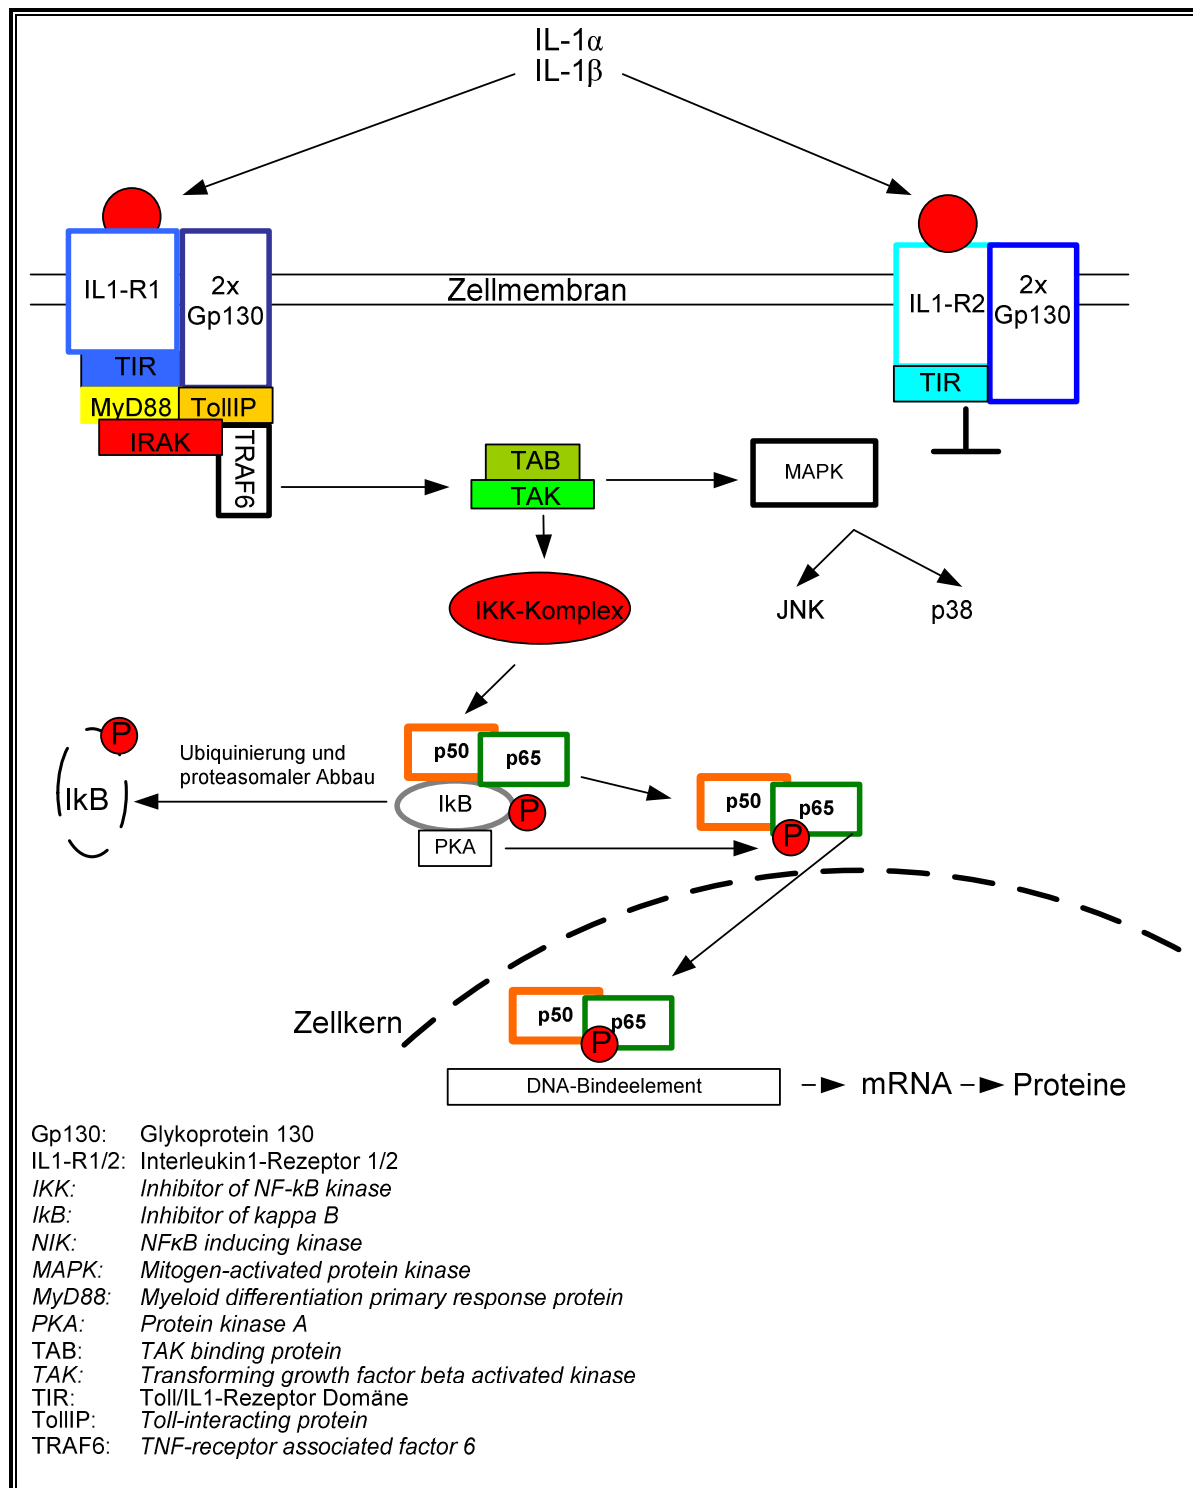 IL-1α
IL-1β
IL1-R1
2x
Gp130
Zellmembran
IL1-R2
2x
Gp130
TIR
TIR
MyD88
TollIP
IRAK
TRAF6
TAB
TAK
MAPK
IKK-Komplex
JNK
p38
P
Ubiquinierung und
proteasomaler Abbau
p50
p65
IkB
IkB
P
PKA
p50
p65
P
Zellkern
p50
p65
P
DNA-Bindeelement
mRNA
Proteine
Gp130: Glykoprotein 130
IL1-R1/2: Interleukin1-Rezeptor 1/2
IKK: Inhibitor of NF-kB kinase
IkB: Inhibitor of kappa B
NIK: NFκB inducing kinase
MAPK: Mitogen-activated protein kinase
MyD88: Myeloid differentiation primary response protein
PKA: Protein kinase A
TAB: TAK binding protein
TAK: Transforming growth factor beta activated kinase
TIR: Toll/IL1-Rezeptor Domäne
TollIP: Toll-interacting protein
TRAF6: TNF-receptor associated factor 6